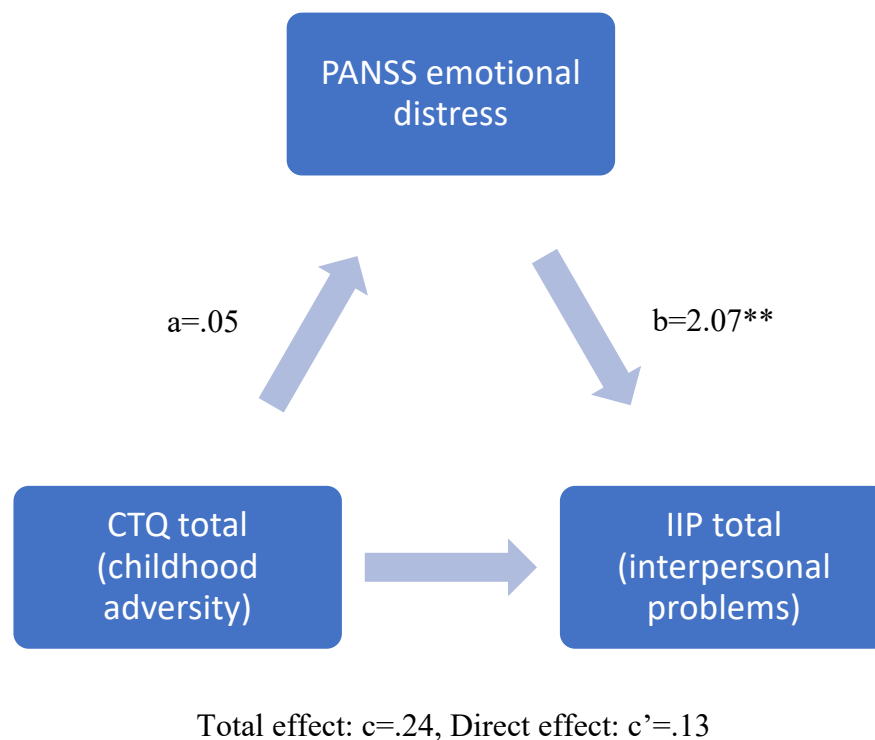 PANSS emotional
distress
a=.05
b=2.07**
CTQ total
(childhood
adversity)
IIP total
(interpersonal
problems)
Total effect: c=.24, Direct effect: c’=.13